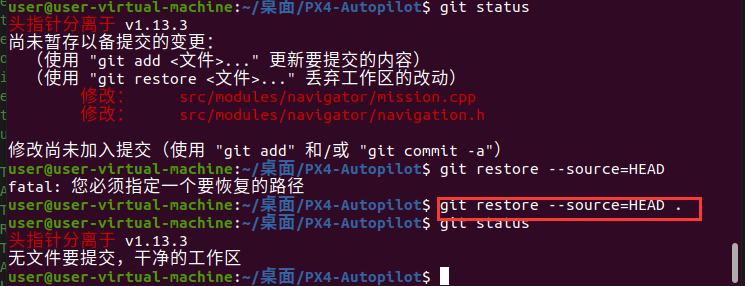 user@user-virtual-machine:~/桌面/PX4-Autopilot$ git status
头指针分离于 v1.13.3
尚未暂存以备提交的变更：
（使用 "git add <文件>..." 更新要提交的内容）
（使用 "git restore <文件>..." 丢弃工作区的改动）
修改： src/modules/navigator/mission.cpp
修改： src/modules/navigator/navigation.h
修改尚未加入提交（使用 "git add" 和/或 "git commit -a"）
user@user-virtual-machine:~/桌面/PX4-Autopilot$ git restore --source=HEAD
fatal: 您必须指定一个要恢复的路径
user@user-virtual-machine:~/桌面/PX4-Autopilot$ git restore --source=HEAD .
user@user-virtual-machine:~/桌面/PX4-Autopilot$ git status
头指针分离于 v1.13.3
无文件要提交，干净的工作区
user@user-virtual-machine:~/桌面/PX4-Autopilot$